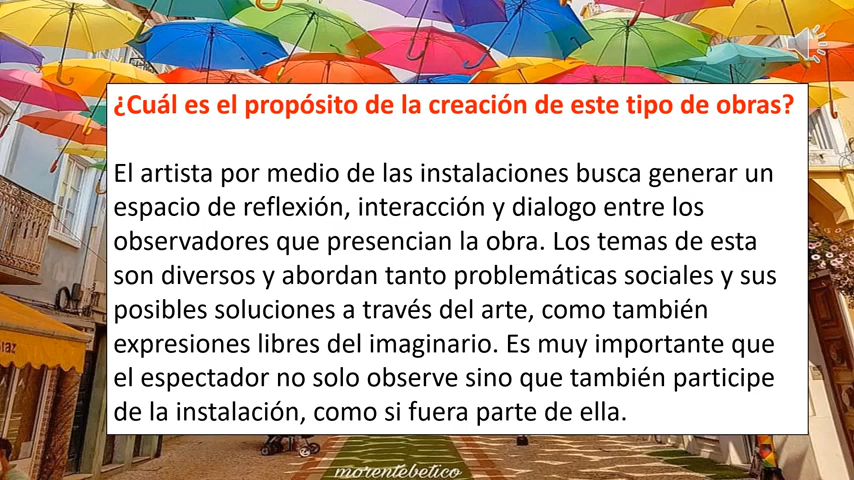 ¿Cuál es el propósito de la creación de este tipo de obras?
El artista por medio de las instalaciones busca generar un
espacio de reflexión, interacción y dialogo entre los
observadores que presencian la obra. Los temas de esta
son diversos y abordan tanto problemáticas sociales y sus
posibles soluciones a través del arte, como también
expresiones libres del imaginario. Es muy importante que
el espectador no solo observe sino que también participe
de la instalación, como si fuera parte de ella.
morentebetico